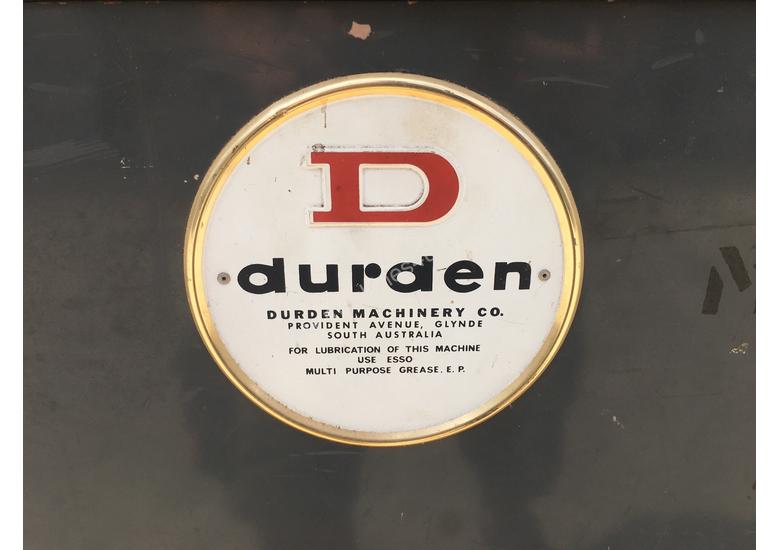 D
durden
DURDEN MACHINERY CO.
PROVIDENT AVENUE, GLYNDE
SOUTH AUSTRALIA
FOR LUBRICATION OF THIS MACHINE
USE ESSO
MULTI PURPOSE GREASE. E. P.